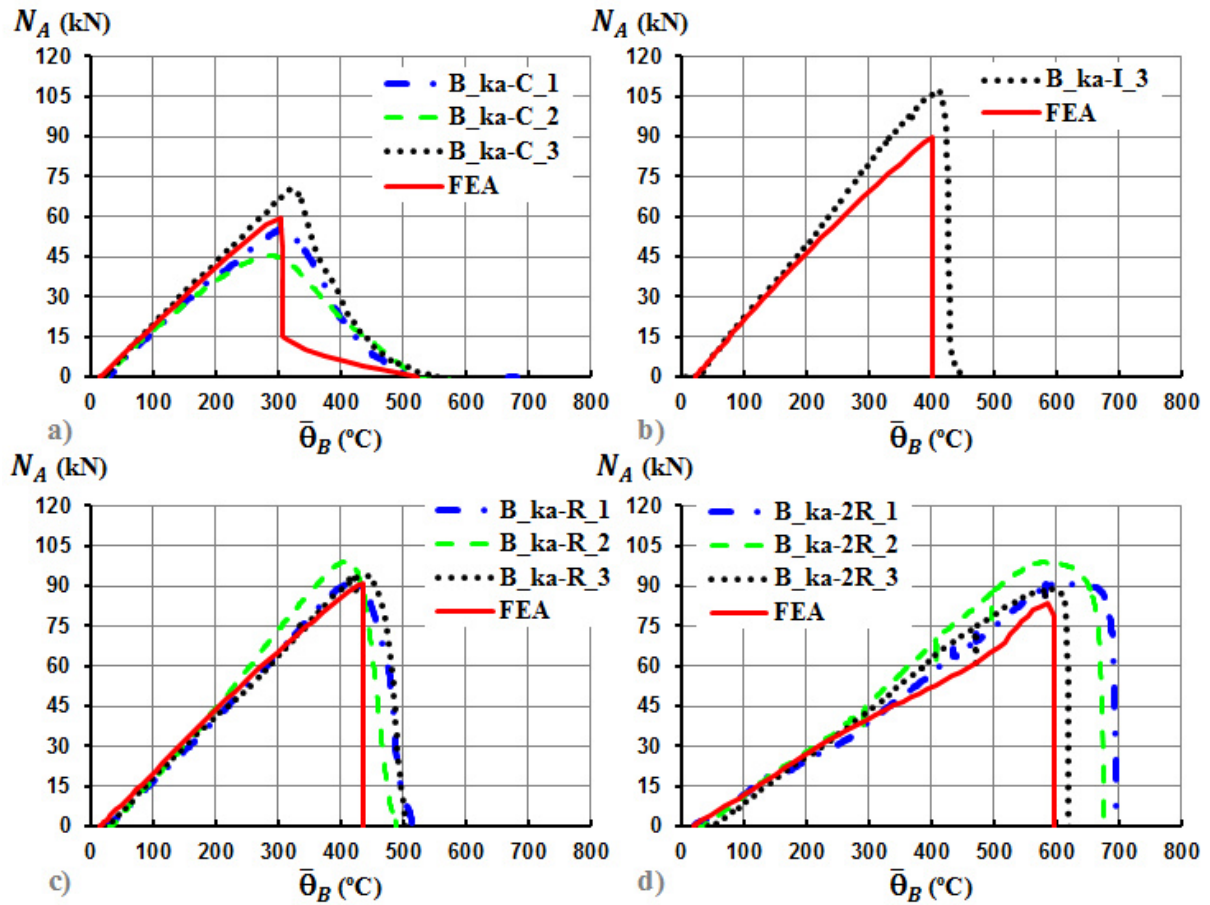 N_A (kN)
120
105
90
75
60
45
30
15
0
B_ka-C_1
B_ka-C_2
B_ka-C_3
FEA
0 100 200 300 400 500 600 700 800
a)
θ̄_B (ºC)
N_A (kN)
120
105
90
75
60
45
30
15
0
B_ka-I_3
FEA
0 100 200 300 400 500 600 700 800
b)
θ̄_B (ºC)
N_A (kN)
120
105
90
75
60
45
30
15
0
B_ka-R_1
B_ka-R_2
B_ka-R_3
FEA
0 100 200 300 400 500 600 700 800
c)
θ̄_B (ºC)
N_A (kN)
120
105
90
75
60
45
30
15
0
B_ka-2R_1
B_ka-2R_2
B_ka-2R_3
FEA
0 100 200 300 400 500 600 700 800
d)
θ̄_B (ºC)